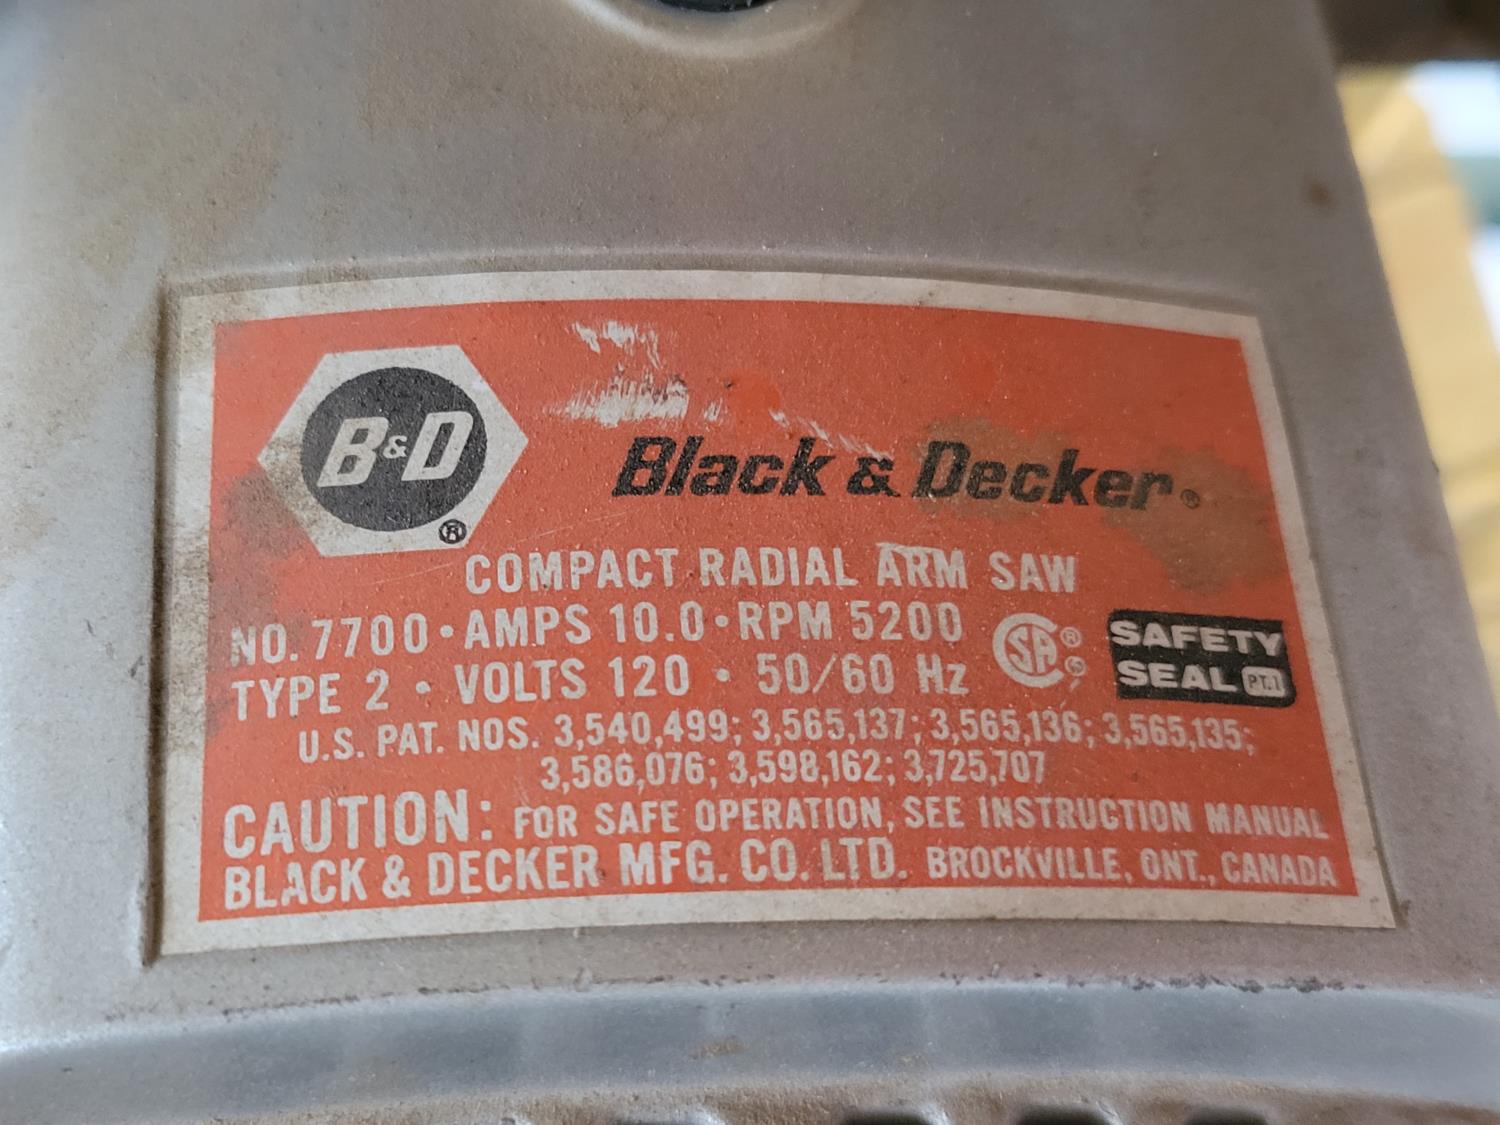 B&D
®
Black & Decker®
COMPACT RADIAL ARM SAW
NO. 7700 • AMPS 10.0 • RPM 5200
TYPE 2 • VOLTS 120 • 50/60 Hz
CSA ®
SAFETY
SEAL PT.1
U.S. PAT. NOS. 3,540,499; 3,565,137; 3,565,136; 3,565,135;
3,586,076; 3,598,162; 3,725,707
CAUTION: FOR SAFE OPERATION, SEE INSTRUCTION MANUAL
BLACK & DECKER MFG. CO. LTD. BROCKVILLE, ONT., CANADA